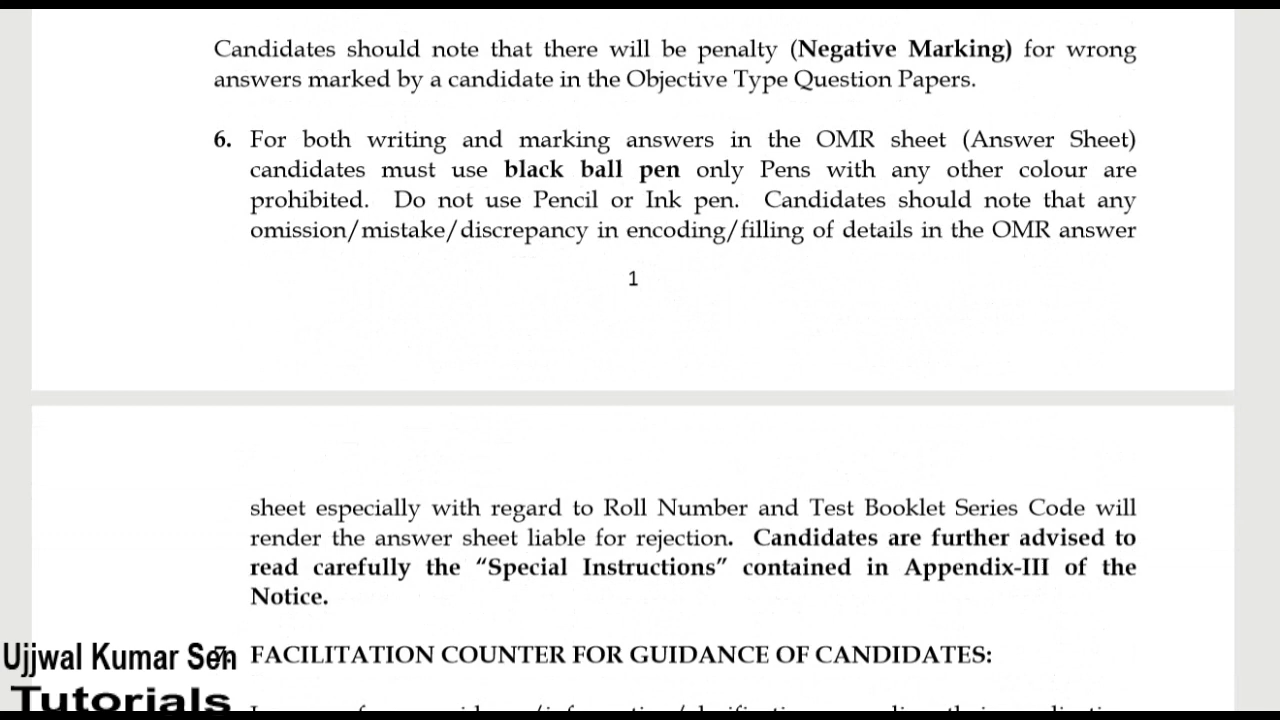 Candidates should note that there will be penalty (Negative Marking) for wrong
answers marked by a candidate in the Objective Type Question Papers.
6. For both writing and marking answers in the OMR sheet (Answer Sheet)
candidates must use black ball pen only Pens with any other colour are
prohibited. Do not use Pencil or Ink pen. Candidates should note that any
omission/mistake/discrepancy in encoding/filling of details in the OMR answer
1
sheet especially with regard to Roll Number and Test Booklet Series Code will
render the answer sheet liable for rejection. Candidates are further advised to
read carefully the “Special Instructions” contained in Appendix-III of the
Notice.
FACILITATION COUNTER FOR GUIDANCE OF CANDIDATES:
Ujjwal Kumar Sen
Tutorials